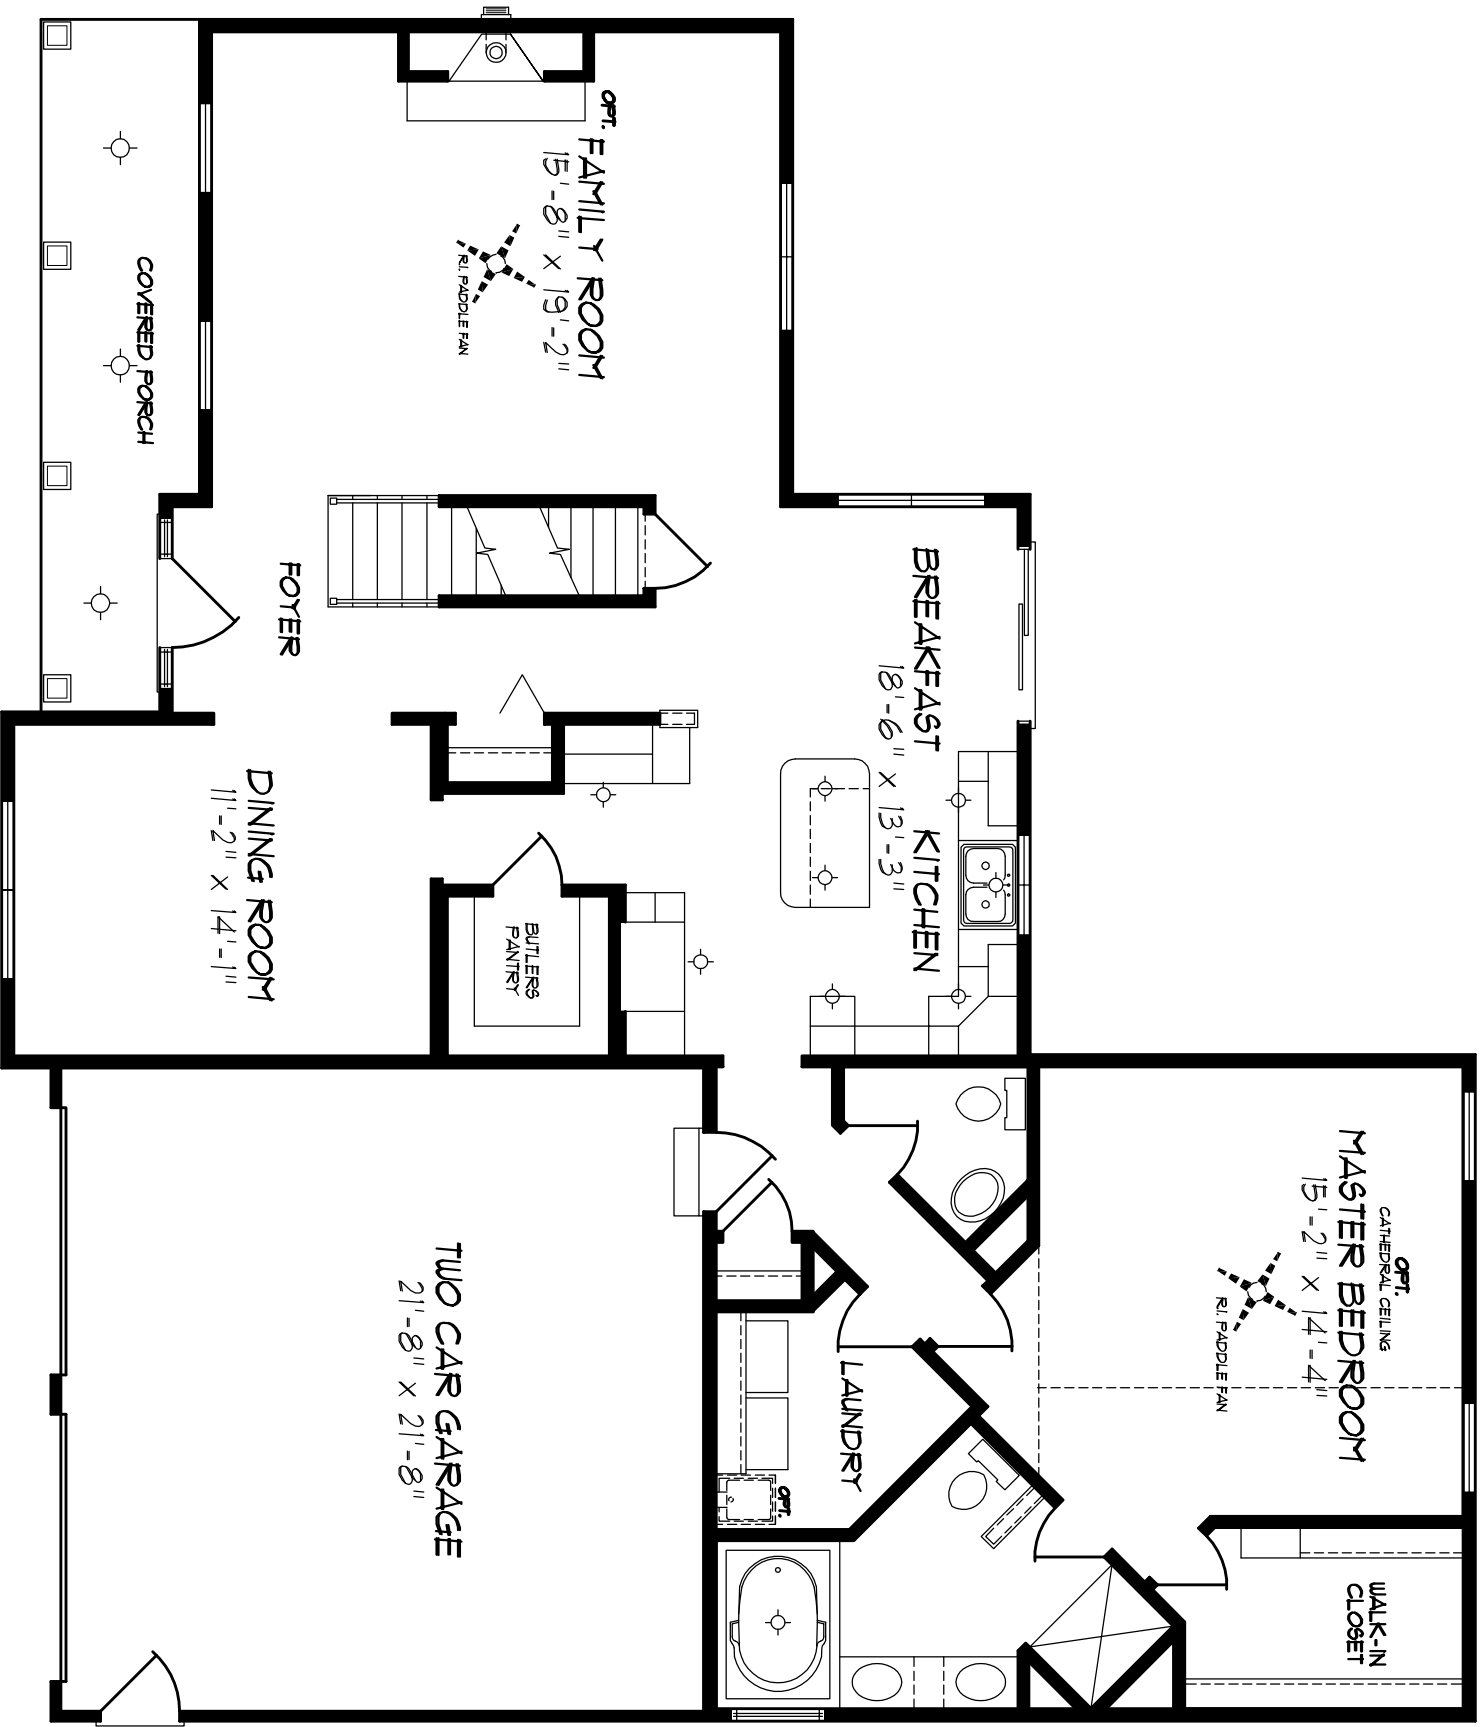 OPT. FAMILY ROOM
15'-8" x 19'-2"
R.I. PADDLE FAN
COVERED PORCH
FOYER
BREAKFAST KITCHEN
18'-6" x 13'-3"
DINING ROOM
11'-2" x 14'-1"
BUTLERS
PANTRY
OPT.
CATHEDRAL CEILING
MASTER BEDROOM
15'-2" x 14'-4"
R.I. PADDLE FAN
LAUNDRY
OPT.
TWO CAR GARAGE
21'-8" x 21'-8"
WALK-IN
CLOSET